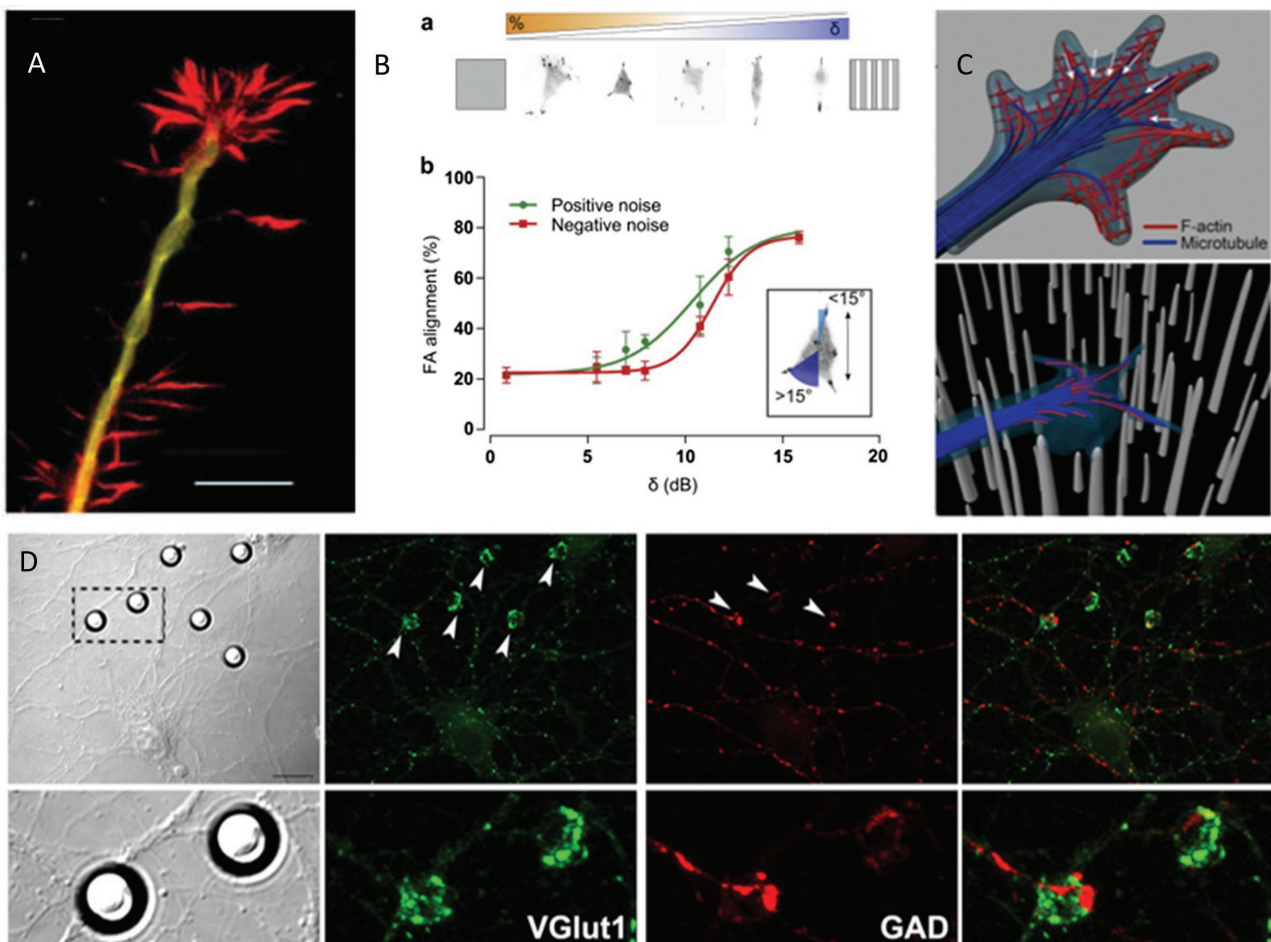 A
B
a
%
δ
b
100
80
60
40
20
0
FA alignment (%)
Positive noise
Negative noise
<15°
>15°
0
5
10
15
20
δ (dB)
C
F-actin
Microtubule
D
VGlut1
GAD